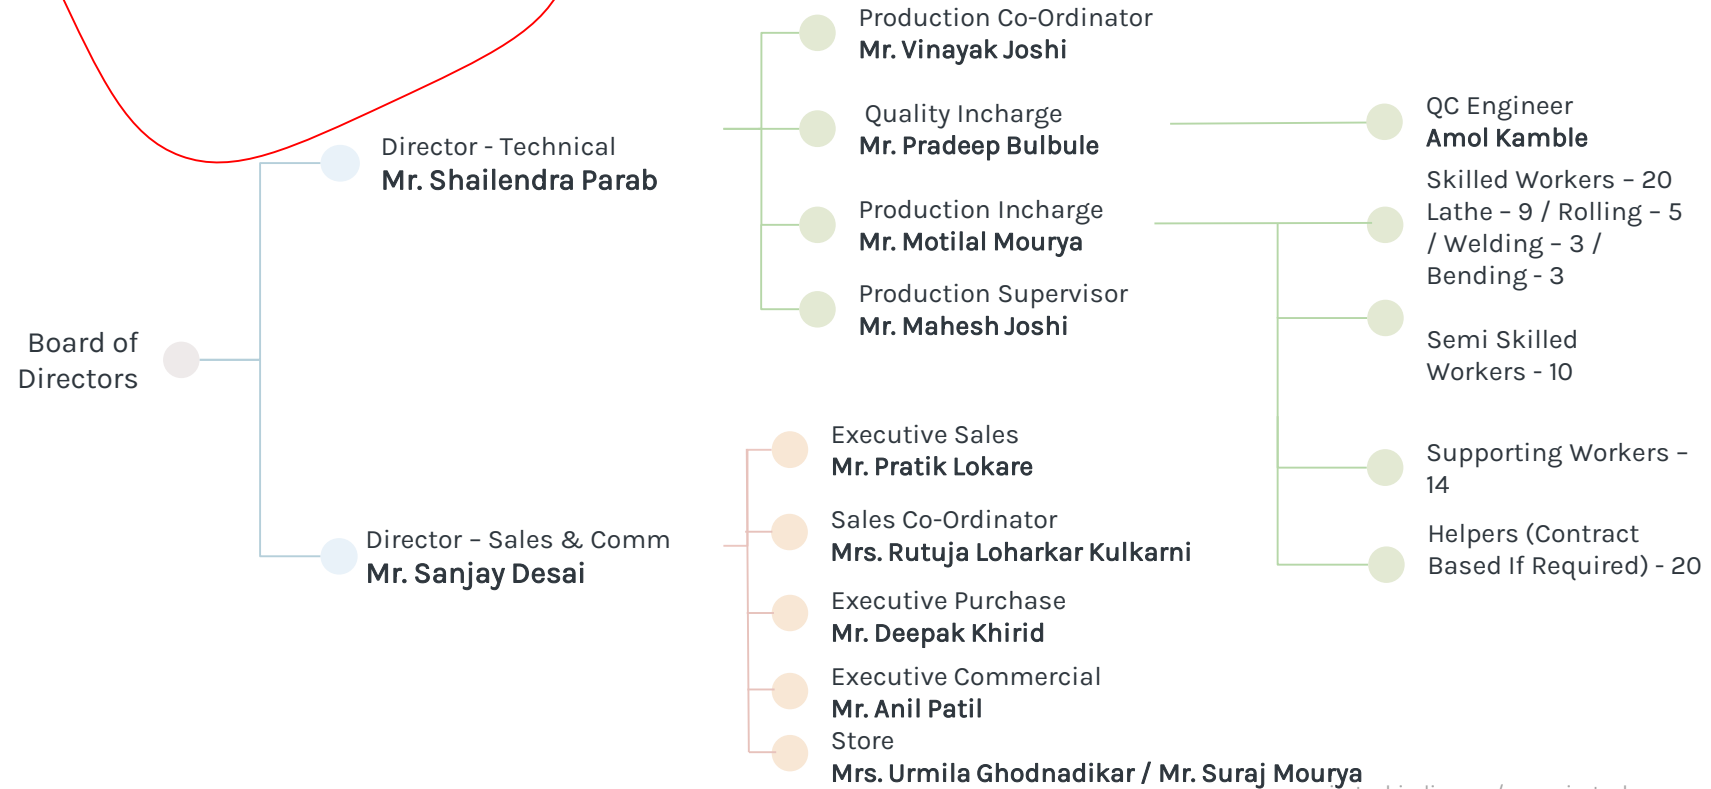 Production Co-Ordinator
Mr. Vinayak Joshi
Quality Incharge
Mr. Pradeep Bulbule
QC Engineer
Amol Kamble
Director - Technical
Mr. Shailendra Parab
Production Incharge
Mr. Motilal Mourya
Skilled Workers – 20
Lathe – 9 / Rolling – 5
/ Welding – 3 /
Bending - 3
Production Supervisor
Mr. Mahesh Joshi
Semi Skilled
Workers - 10
Board of
Directors
Supporting Workers –
14
Helpers (Contract
Based If Required) - 20
Director – Sales & Comm
Mr. Sanjay Desai
Executive Sales
Mr. Pratik Lokare
Sales Co-Ordinator
Mrs. Rutuja Loharkar Kulkarni
Executive Purchase
Mr. Deepak Khirid
Executive Commercial
Mr. Anil Patil
Store
Mrs. Urmila Ghodnadikar / Mr. Suraj Mourya